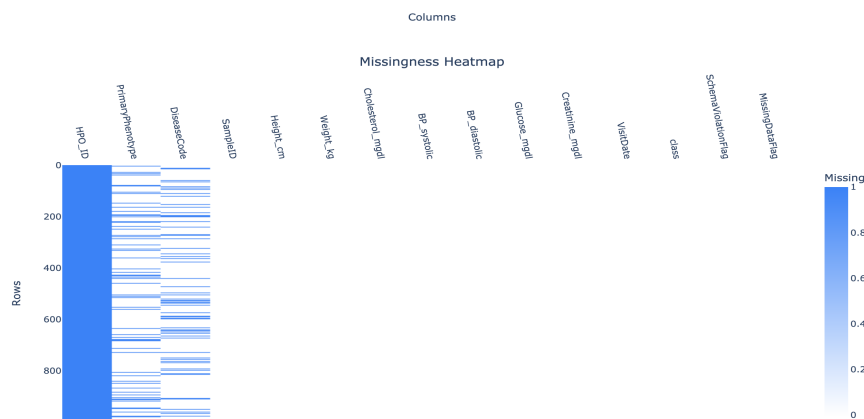 Columns
Missingness Heatmap
HPO_ID
PrimaryPhenotype
DiseaseCode
SampleID
Height_cm
Weight_kg
Cholesterol_mgdl
BP_systolic
BP_diastolic
Glucose_mgdl
Creatinine_mgdl
VisitDate
class
SchemaViolationFlag
MissingDataFlag
Missing
0
200
400
600
800
Rows
1
0.8
0.6
0.4
0.2
0